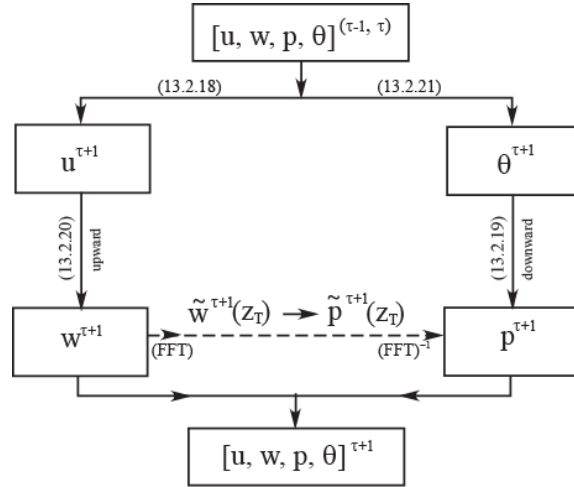 [u, w, p, θ]^(τ-1, τ)
(13.2.18)
(13.2.21)
u^τ+1
θ^τ+1
(13.2.20)
upward
(13.2.19)
downward
w̃^τ+1(z_T) → p̃^τ+1(z_T)
w^τ+1
(FFT)
(FFT)^−1
p^τ+1
[u, w, p, θ]^τ+1